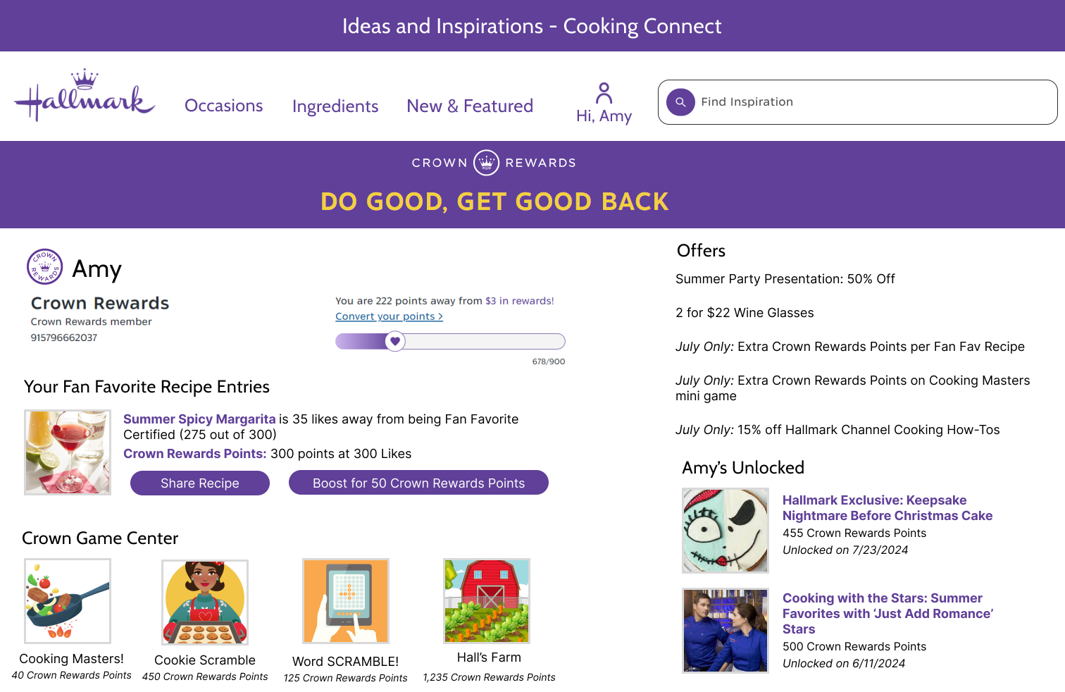 Ideas and Inspirations - Cooking Connect
Hallmark
Occasions
Ingredients
New & Featured
Hi, Amy
Find Inspiration
CROWN REWARDS
DO GOOD, GET GOOD BACK
CROWN REWARDS
Amy
Crown Rewards
Crown Rewards member
915796662037
You are 222 points away from $3 in rewards!
Convert your points >
678/900
Your Fan Favorite Recipe Entries
Summer Spicy Margarita is 35 likes away from being Fan Favorite
Certified (275 out of 300)
Crown Rewards Points: 300 points at 300 Likes
Share Recipe
Boost for 50 Crown Rewards Points
Crown Game Center
Cooking Masters!
40 Crown Rewards Points
Cookie Scramble
450 Crown Rewards Points
Word SCRAMBLE!
125 Crown Rewards Points
Hall's Farm
1,235 Crown Rewards Points
Offers
Summer Party Presentation: 50% Off
2 for $22 Wine Glasses
July Only: Extra Crown Rewards Points per Fan Fav Recipe
July Only: Extra Crown Rewards Points on Cooking Masters
mini game
July Only: 15% off Hallmark Channel Cooking How-Tos
Amy's Unlocked
Hallmark Exclusive: Keepsake
Nightmare Before Christmas Cake
455 Crown Rewards Points
Unlocked on 7/23/2024
Cooking with the Stars: Summer
Favorites with ‘Just Add Romance’
Stars
500 Crown Rewards Points
Unlocked on 6/11/2024